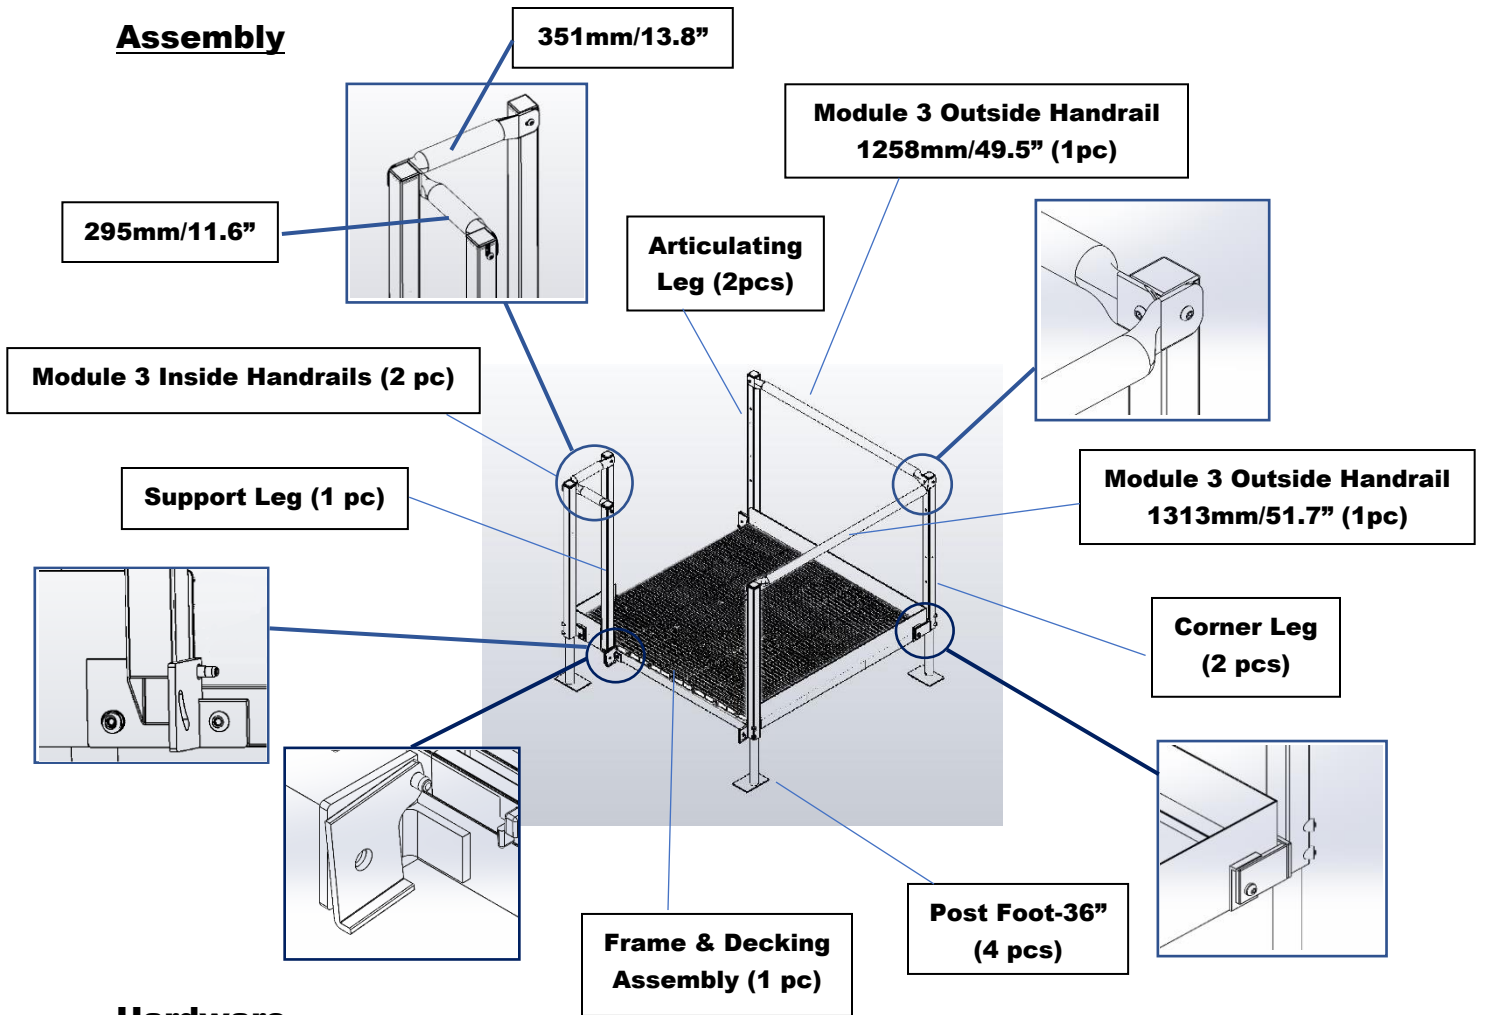 Assembly
351mm/13.8”
Module 3 Outside Handrail
1258mm/49.5” (1pc)
295mm/11.6”
Articulating
Leg (2pcs)
Module 3 Inside Handrails (2 pc)
Support Leg (1 pc)
Module 3 Outside Handrail
1313mm/51.7” (1pc)
Corner Leg
(2 pcs)
Post Foot-36”
(4 pcs)
Frame & Decking
Assembly (1 pc)
Hardware